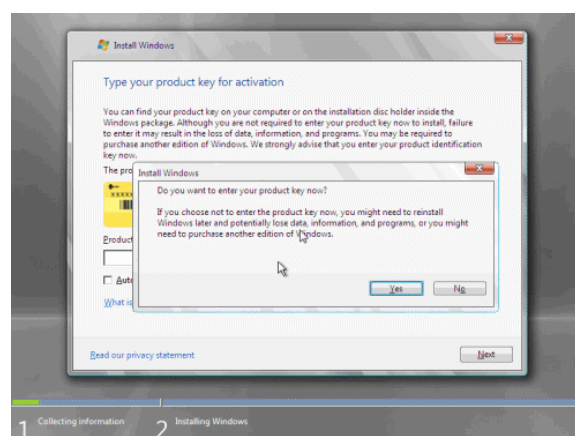 Install Windows
Type your product key for activation
You can find your product key on your computer or on the installation disc holder inside the
Windows package. Although you are not required to enter your product key now to install, failure
to enter it may result in the loss of data, information, and programs. You may be required to
purchase another edition of Windows. We strongly advise that you enter your product identification
key now.
The pro
Install Windows
Do you want to enter your product key now?
If you choose not to enter the product key now, you might need to reinstall
Windows later and potentially lose data, information, and programs, or you might
need to purchase another edition of Windows.
Yes
No
XXXXX
Product
Auto
What is
Read our privacy statement
Next
1 Collecting information
2 Installing Windows